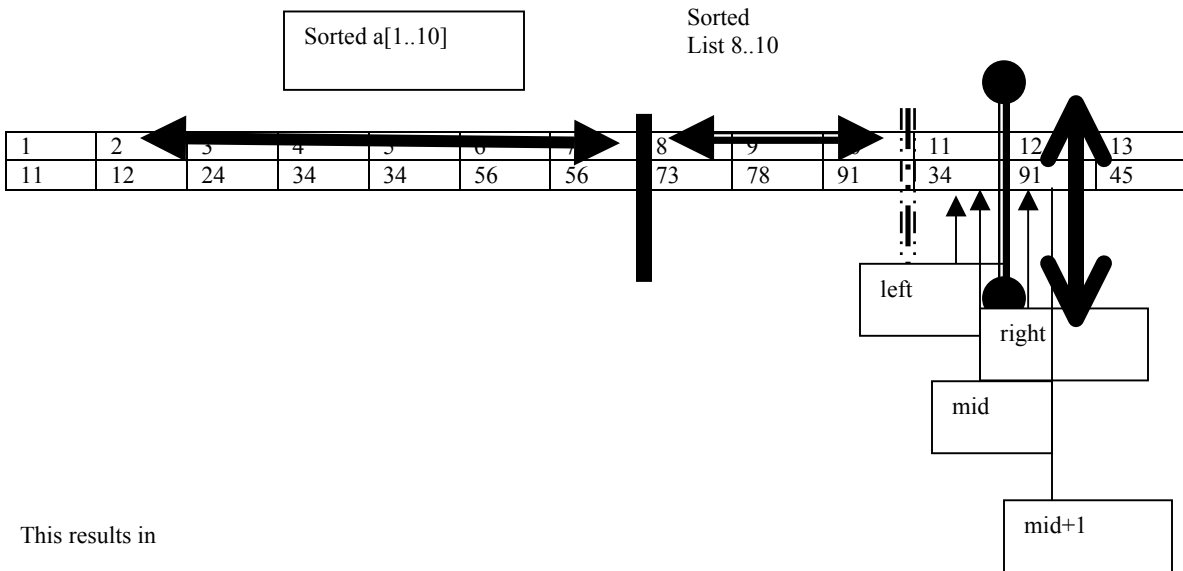 Sorted a[1..10]
Sorted
List 8..10
1 2 3 4 5 6 7 8 9 11 12 13
11 12 24 34 34 56 56 73 78 91 34 91 45
left
right
mid
mid+1
This results in